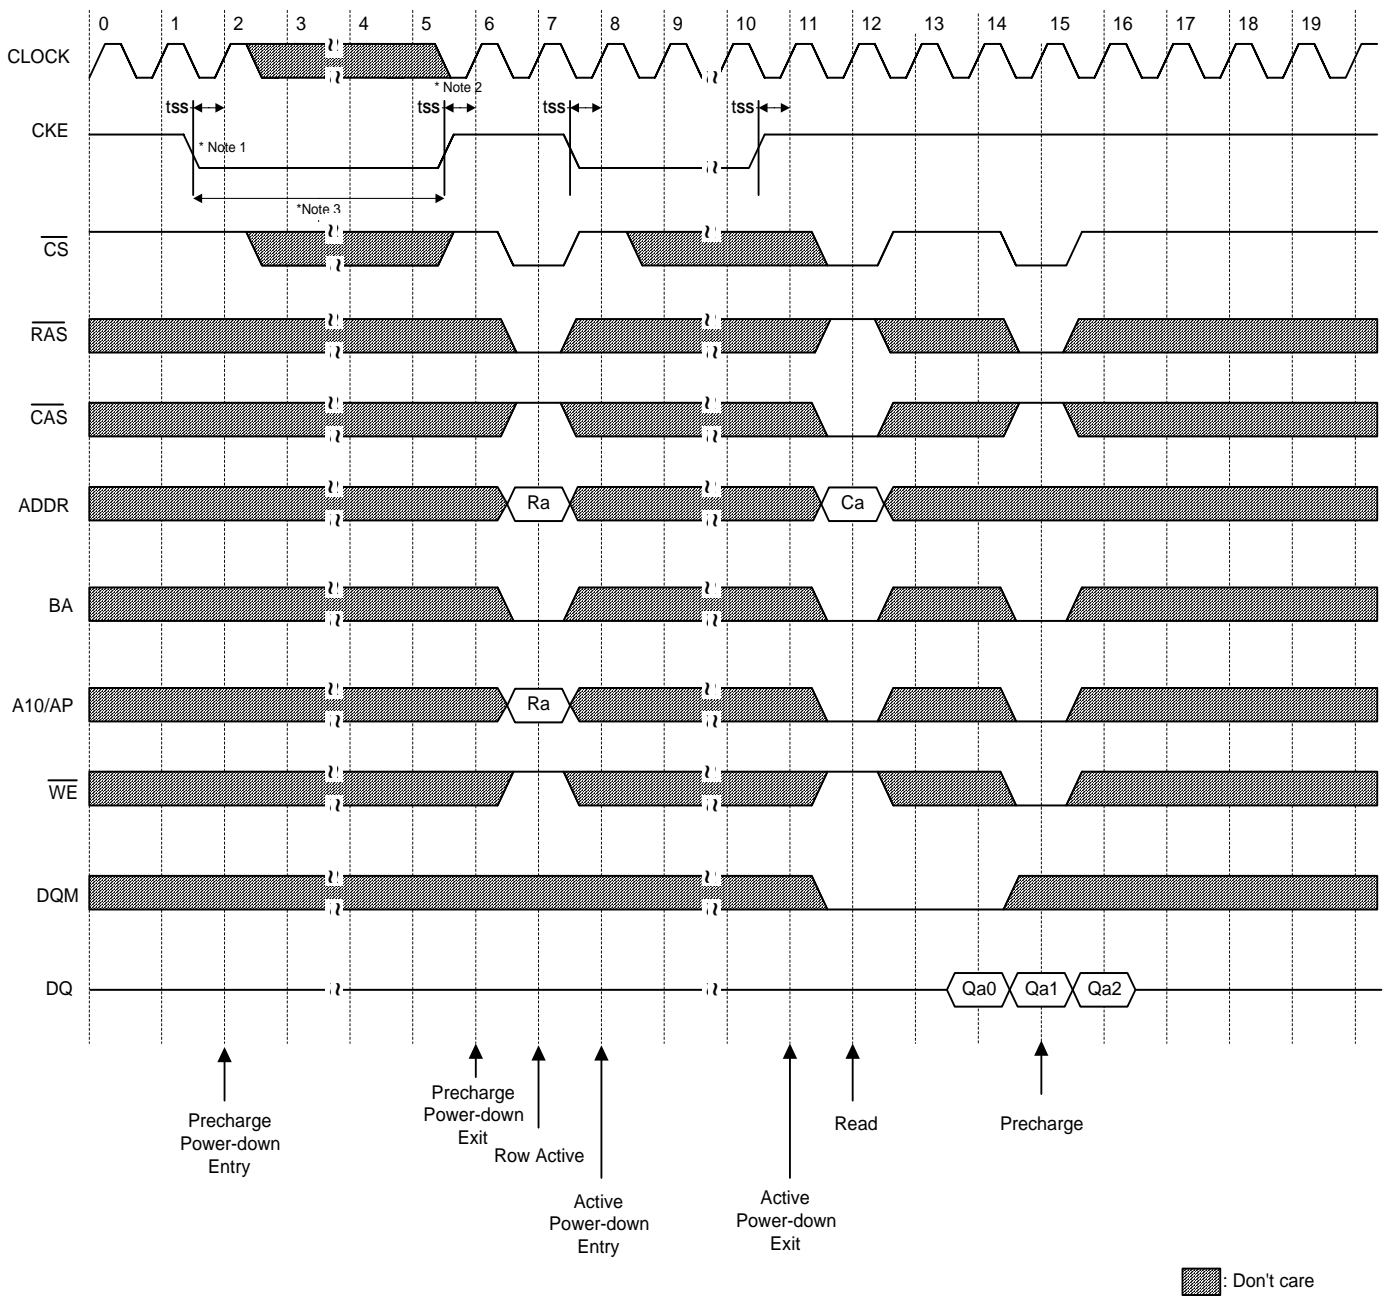 0 1 2 3 4 5 6 7 8 9 10 11 12 13 14 15 16 17 18 19
CLOCK
* Note 2
tss tss tss tss
CKE
* Note 1
*Note 3
CS
RAS
CAS
ADDR Ra Ca
BA
A10/AP Ra
WE
DQM
DQ Qa0 Qa1 Qa2
Precharge
Power-down
Entry
Precharge
Power-down
Exit
Row Active
Active
Power-down
Entry
Active
Power-down
Exit
Read
Precharge
: Don't care